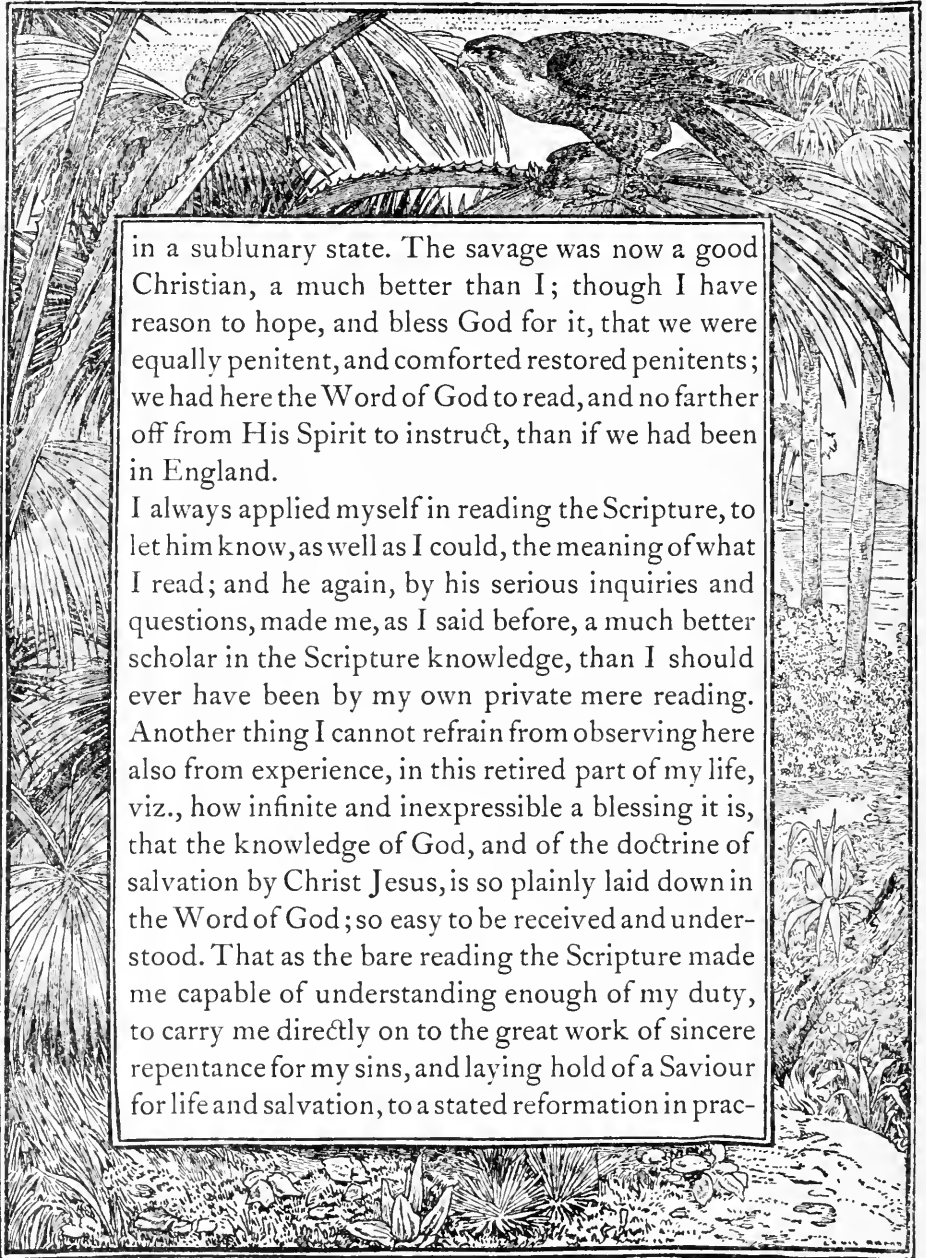 in a sublunary state. The savage was now a good
Christian, a much better than I; though I have
reason to hope, and bless God for it, that we were
equally penitent, and comforted restored penitents;
we had here the Word of God to read, and no farther
off from His Spirit to instruct, than if we had been
in England.
I always applied myself in reading the Scripture, to
let him know, as well as I could, the meaning of what
I read; and he again, by his serious inquiries and
questions, made me, as I said before, a much better
scholar in the Scripture knowledge, than I should
ever have been by my own private mere reading.
Another thing I cannot refrain from observing here
also from experience, in this retired part of my life,
viz., how infinite and inexpressible a blessing it is,
that the knowledge of God, and of the doctrine of
salvation by Christ Jesus, is so plainly laid down in
the Word of God; so easy to be received and under-
stood. That as the bare reading the Scripture made
me capable of understanding enough of my duty,
to carry me directly on to the great work of sincere
repentance for my sins, and laying hold of a Saviour
for life and salvation, to a stated reformation in prac-